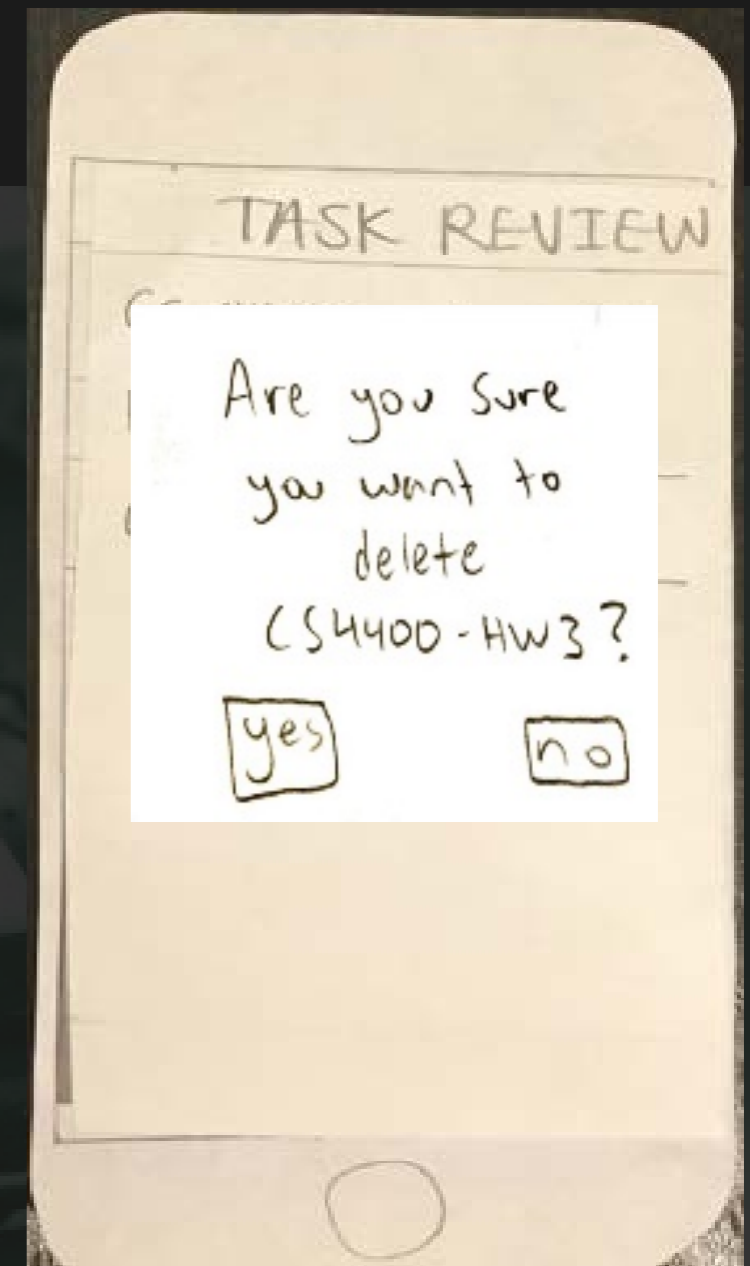 TASK REVIEW
Are you sure
you want to
delete
CS4400-HW3?
yes
no